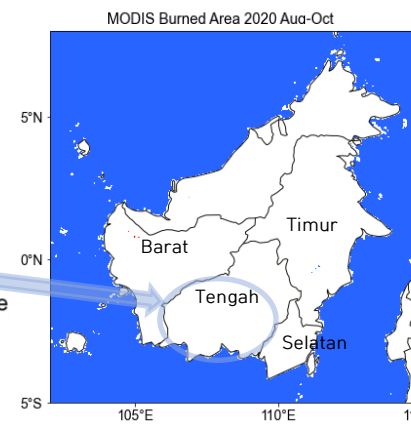 MODIS Burned Area 2020 Aug-Oct
5°N
Timur
Barat
0°N
Tengah
Selatan
5°S
105°E
110°E